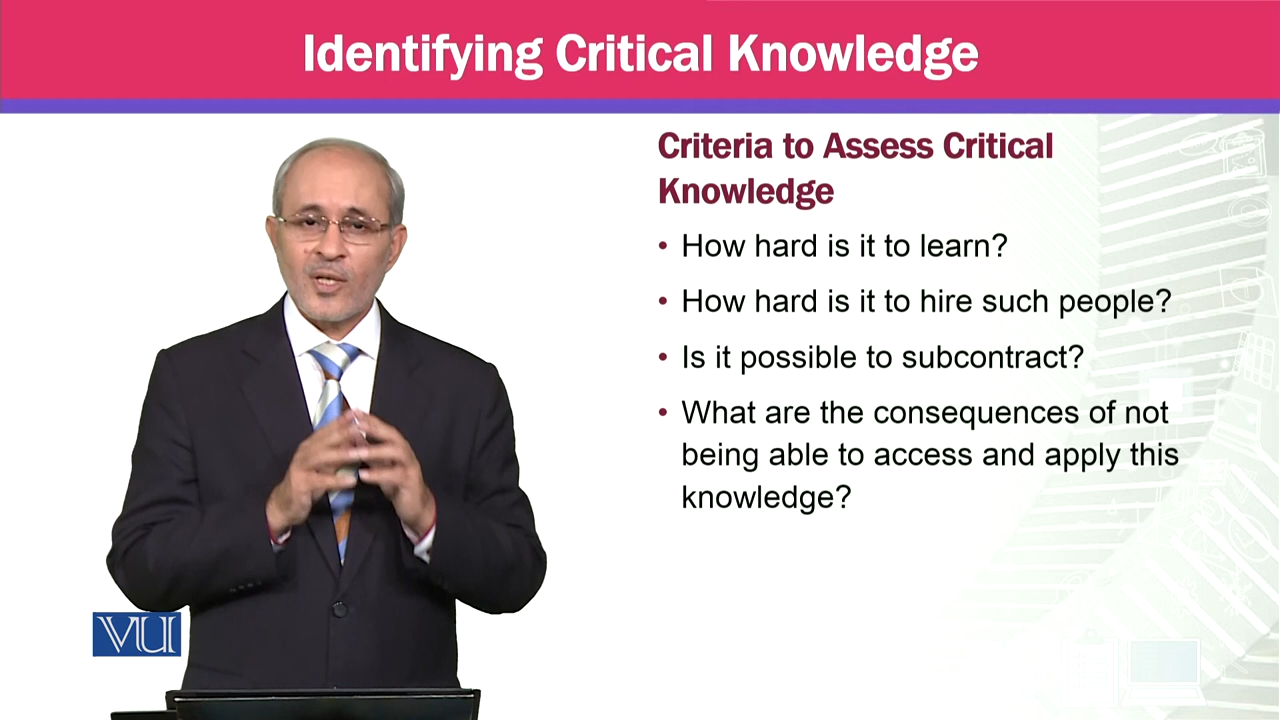 Identifying Critical Knowledge
Criteria to Assess Critical
Knowledge
• How hard is it to learn?
• How hard is it to hire such people?
• Is it possible to subcontract?
• What are the consequences of not
being able to access and apply this
knowledge?
VU